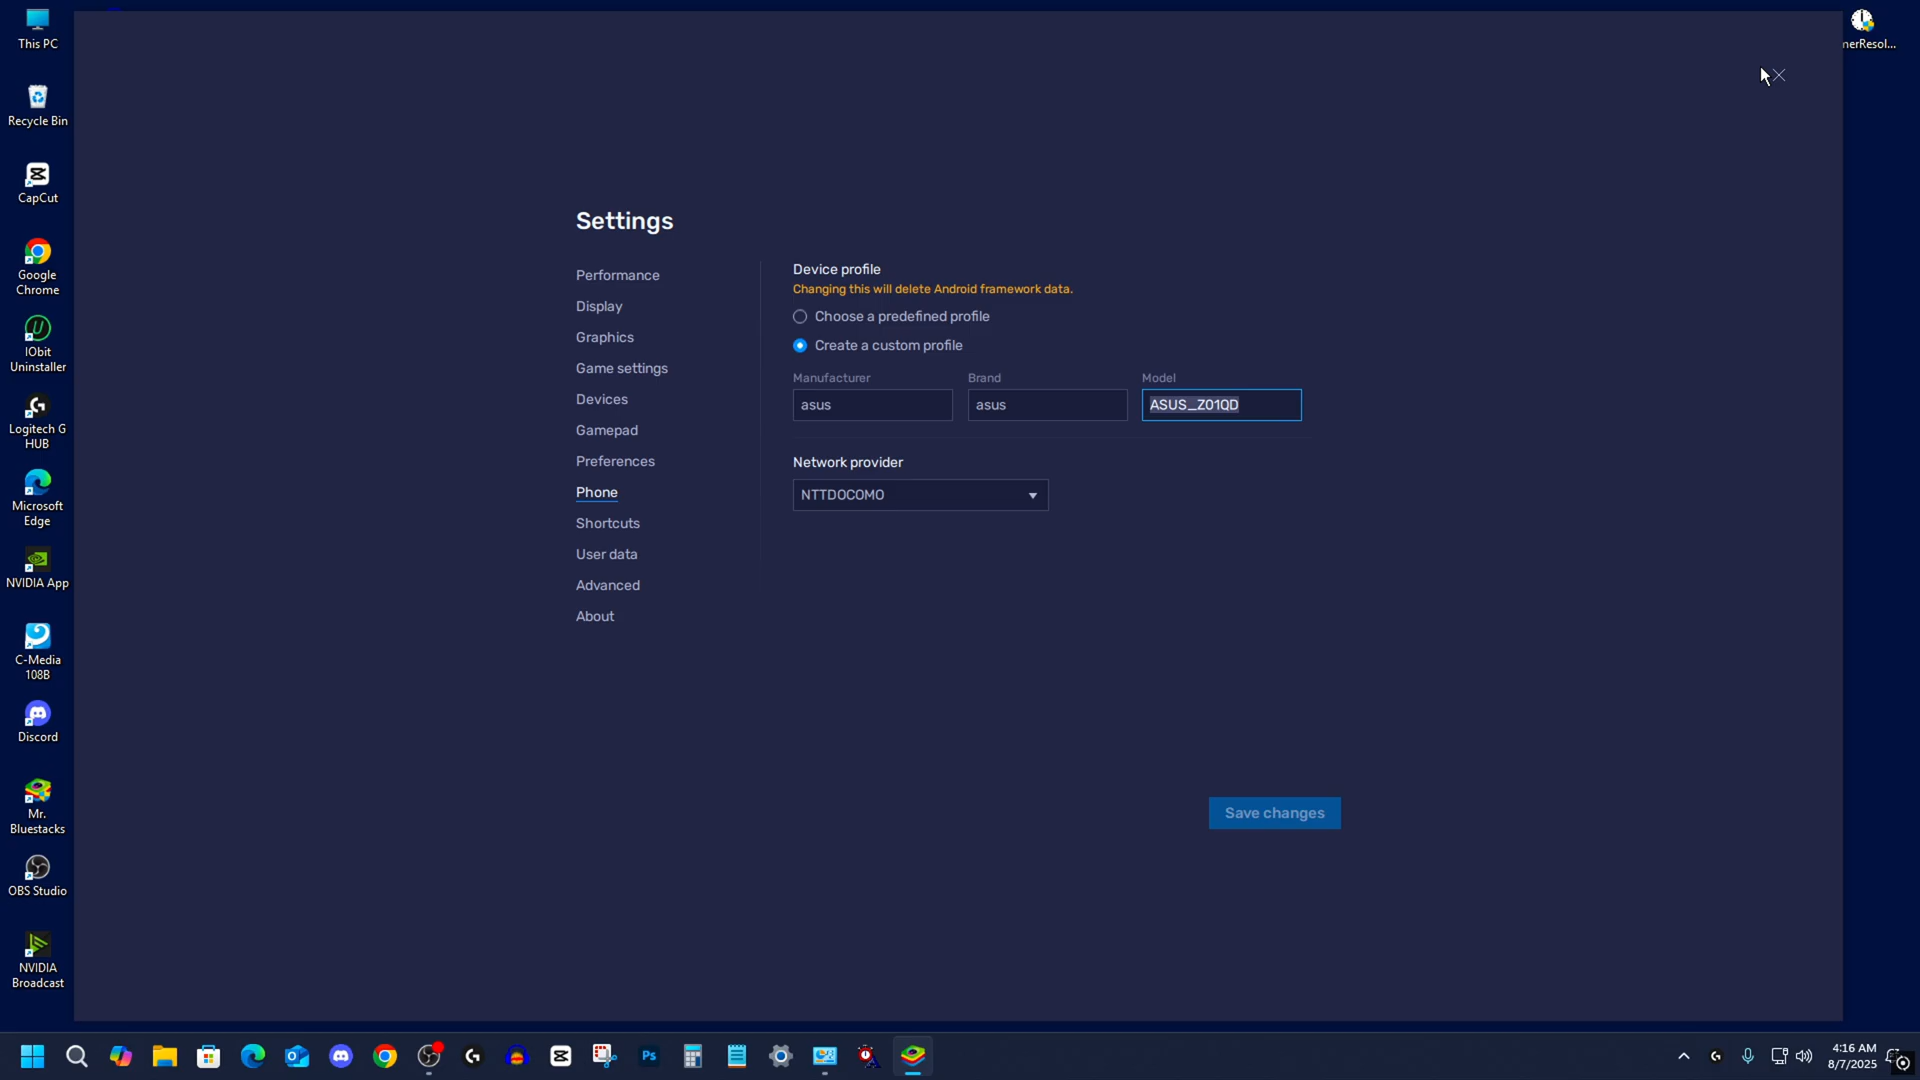 This PC
Recycle Bin
CapCut
Google
Chrome
IObit
Uninstaller
Logitech G
HUB
Microsoft
Edge
NVIDIA App
C-Media
108B
Discord
Mr.
Bluestacks
OBS Studio
NVIDIA
Broadcast
nerResol...
Settings
Performance
Display
Graphics
Game settings
Devices
Gamepad
Preferences
Phone
Shortcuts
User data
Advanced
About
Device profile
Changing this will delete Android framework data.
Choose a predefined profile
Create a custom profile
Manufacturer Brand Model
asus asus ASUS_Z01QD
Network provider
NTTDOCOMO
Save changes
Ps
4:16 AM
8/7/2025